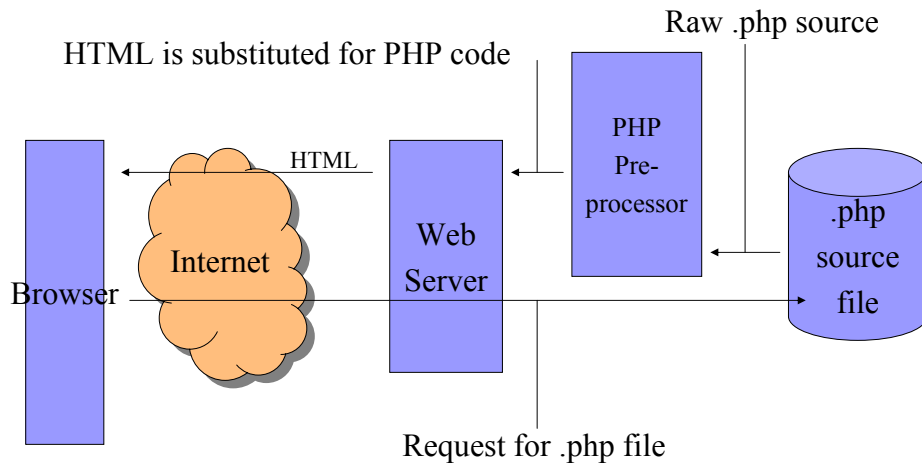 Raw .php source
HTML is substituted for PHP code
PHP
Pre-
processor
HTML
.php
source
file
Web
Server
Internet
Browser
Request for .php file